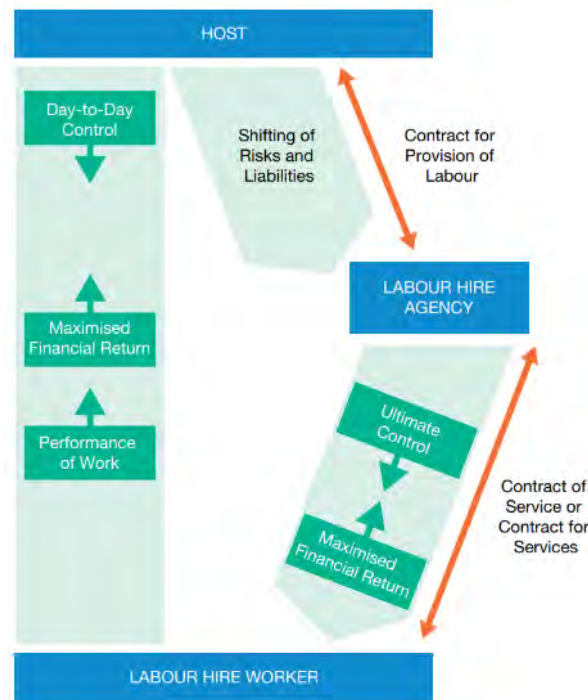 HOST
Day-to-Day
Control
Shifting of
Risks and
Liabilities
Contract for
Provision of
Labour
LABOUR HIRE
AGENCY
Maximised
Financial Return
Performance
of Work
Ultimate
Control
Maximised
Financial Return
Contract of
Service or
Contract for
Services
LABOUR HIRE WORKER